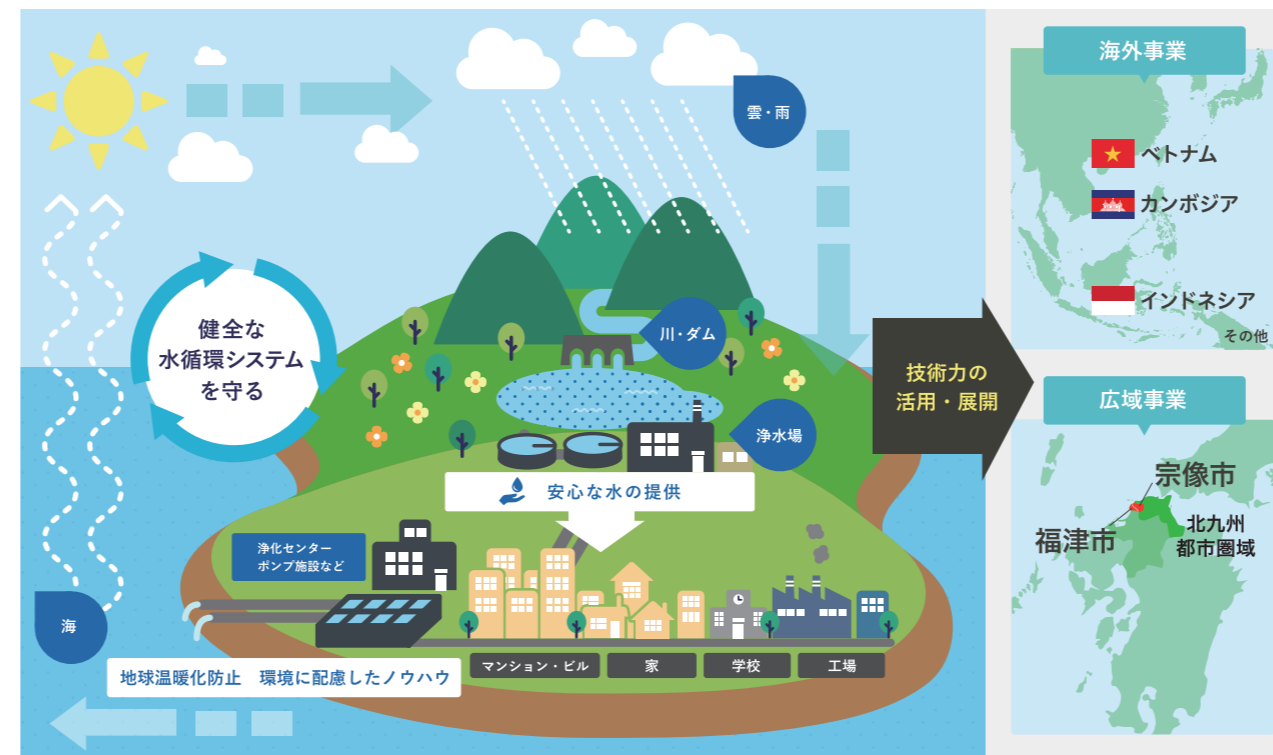 雲・雨
健全な
水循環システム
を守る
川・ダム
浄水場
安心な水の提供
浄化センター
ポンプ施設など
海
マンション・ビル
家
学校
工場
地球温暖化防止　環境に配慮したノウハウ
技術力の
活用・展開
海外事業
ベトナム
カンボジア
インドネシア
その他
広域事業
宗像市
福津市
北九州
都市圏域